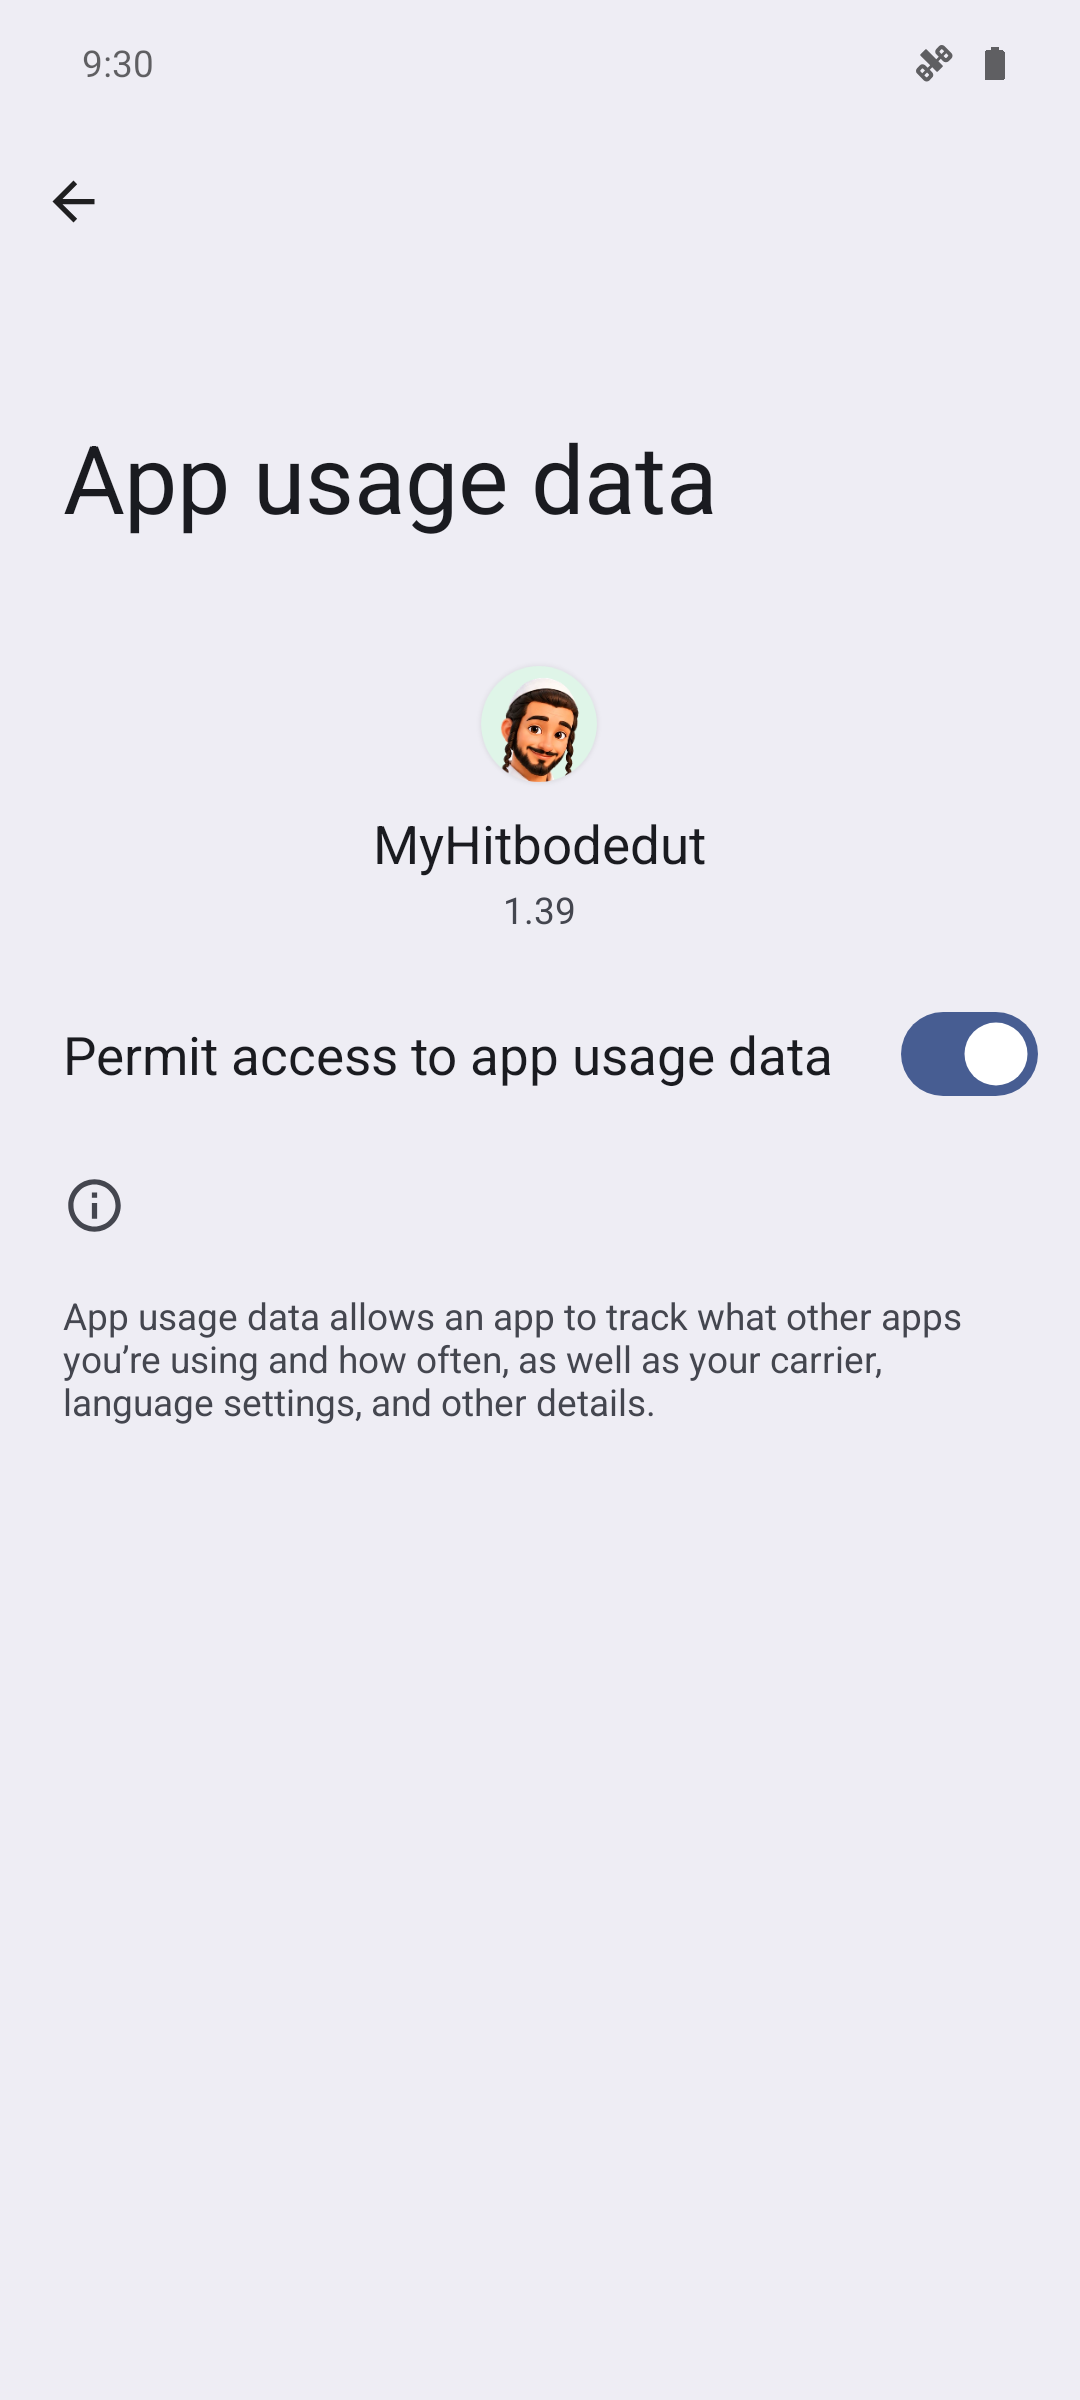 9:30
App usage data
MyHitbodedut
1.39
Permit access to app usage data
App usage data allows an app to track what other apps
you’re using and how often, as well as your carrier,
language settings, and other details.